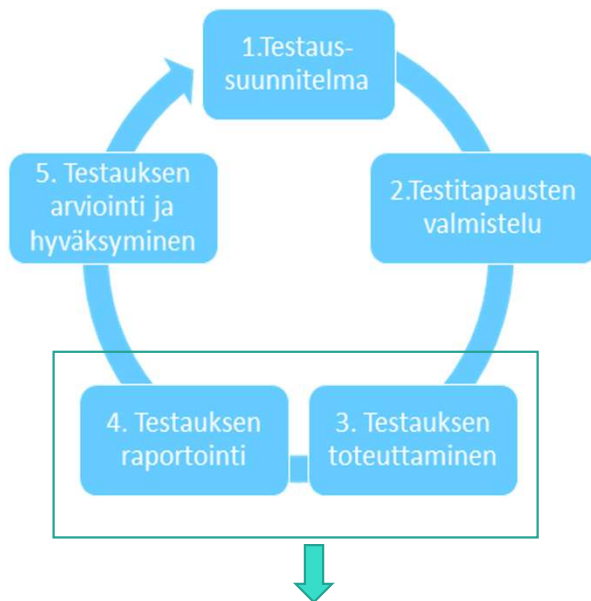 1.Testaus-
suunnitelma
2.Testitapausten
valmistelu
3. Testauksen
toteuttaminen
4. Testauksen
raportointi
5. Testauksen
arviointi ja
hyväksyminen